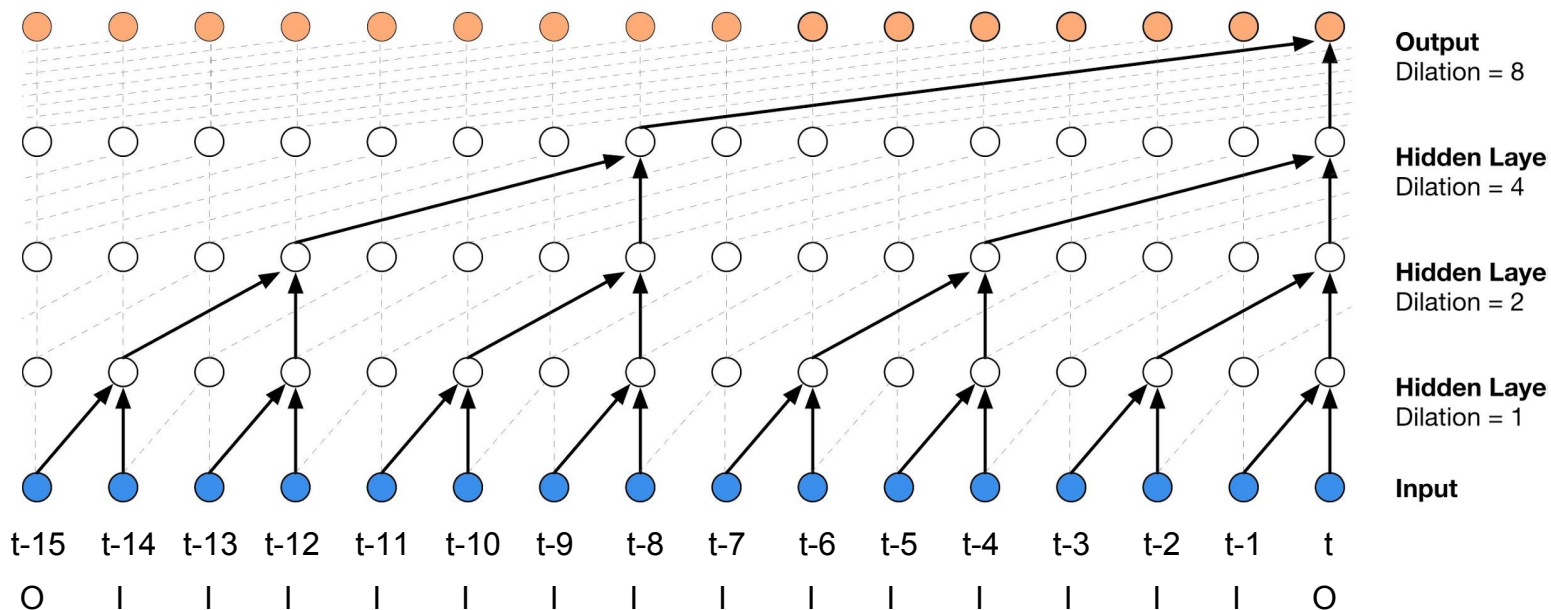 Output
Dilation = 8
Hidden Laye
Dilation = 4
Hidden Laye
Dilation = 2
Hidden Laye
Dilation = 1
Input
t-15 t-14 t-13 t-12 t-11 t-10 t-9 t-8 t-7 t-6 t-5 t-4 t-3 t-2 t-1 t
O I I I I I I I I I I I I I I O